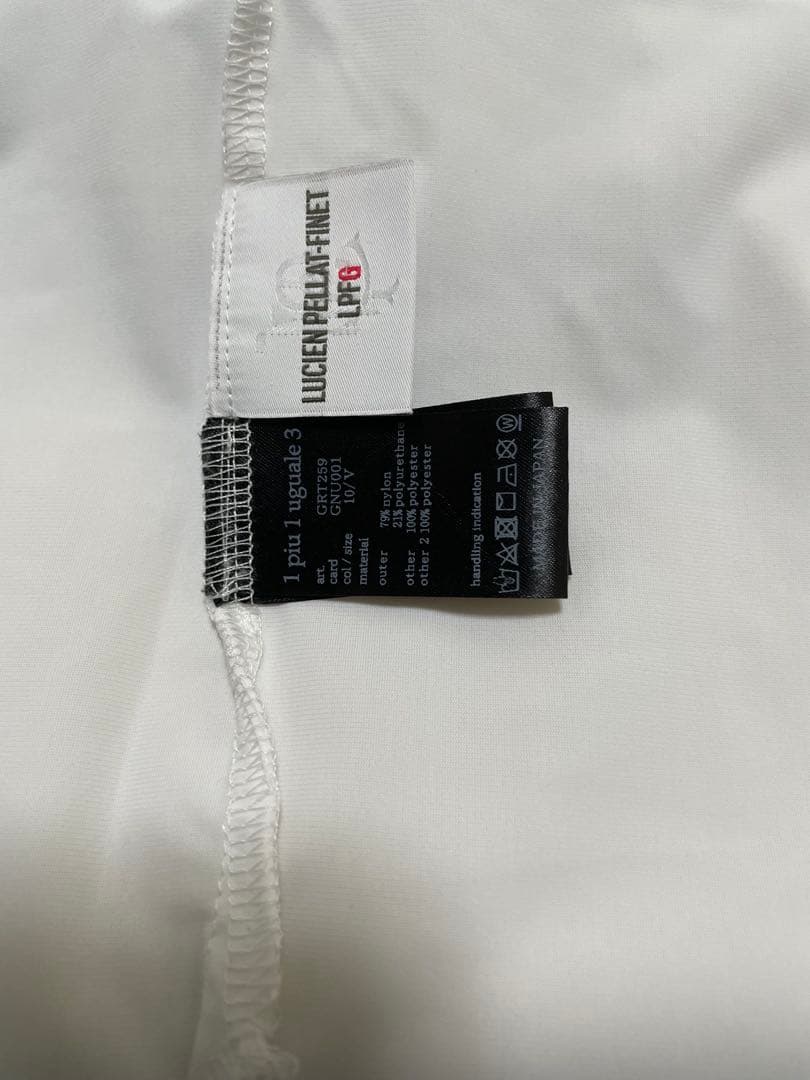 LUCIEN PELLAT-FINET
LPFG
1 piu 1 uguale 3
art. GRT259
card GNU001
col / size 10/V
material
outer 79% nylon
21% polyurethane
other 100% polyester
other 2 100% polyester
handling indication
W
MADE IN JAPAN